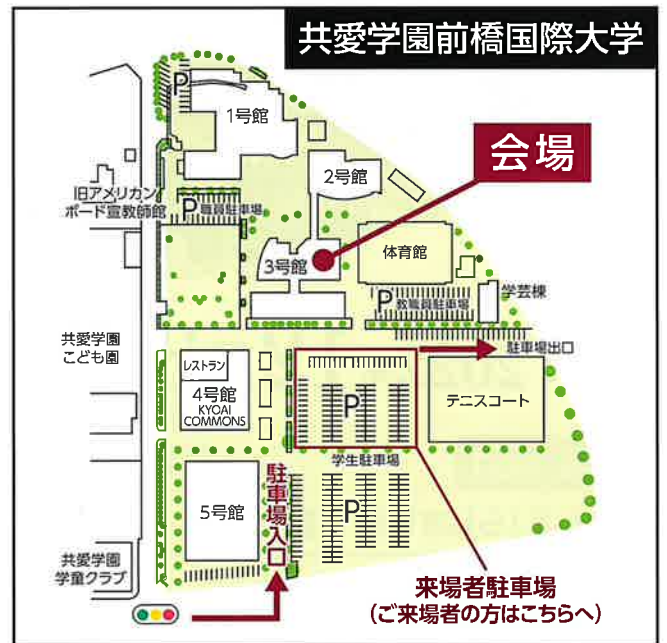 共愛学園前橋国際大学
P
1号館
会場
2号館
旧アメリカン
ボード宣教師館
P 職員駐車場
3号館
体育館
P 教職員駐車場
学芸棟
共愛学園
こども園
駐車場出口
レストラン
4号館
KYOAI
COMMONS
P
テニスコート
学生駐車場
5号館
駐車場入口
P
共愛学園
学童クラブ
来場者駐車場
(ご来場者の方はこちらへ)